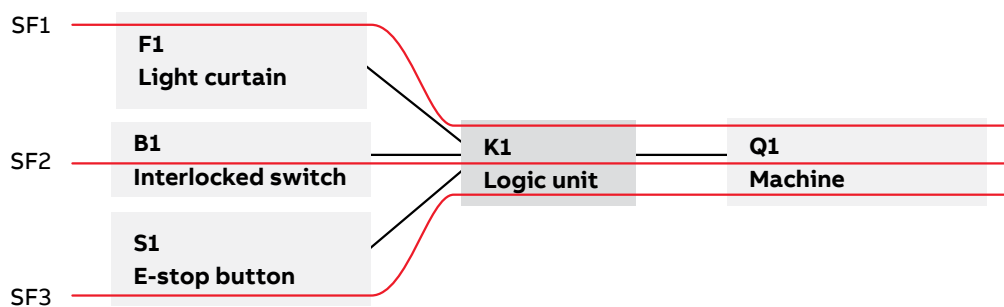 SF1
F1
Light curtain
SF2
B1
Interlocked switch
K1
Logic unit
Q1
Machine
S1
E-stop button
SF3